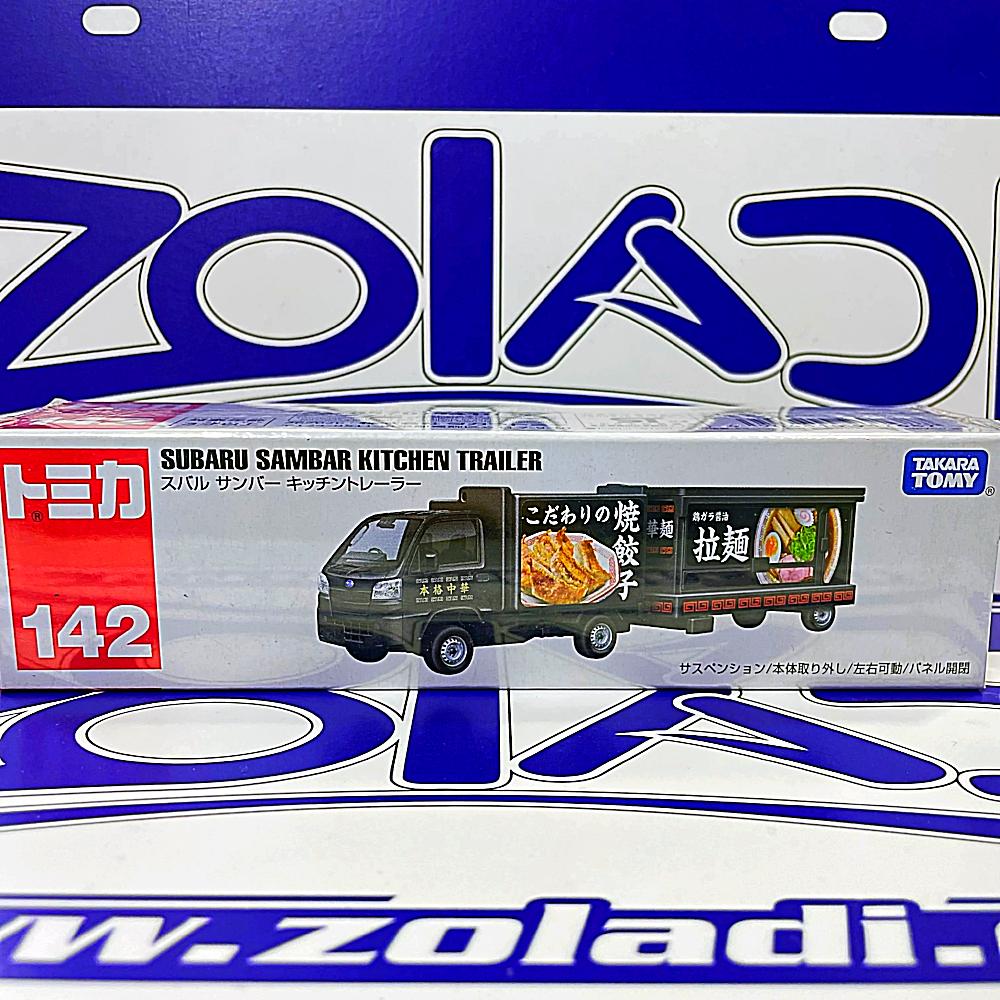 ZOLAD
トミカ
142
SUBARU SAMBAR KITCHEN TRAILER
スバル サンバー キッチントレーラー
TAKARA
TOMY
本格中華
こだわりの
焼餃子
華麺
鶏ガラ醤油
拉麺
サスペンション/本体取り外し/左右可動/パネル開閉
www.zoladi.